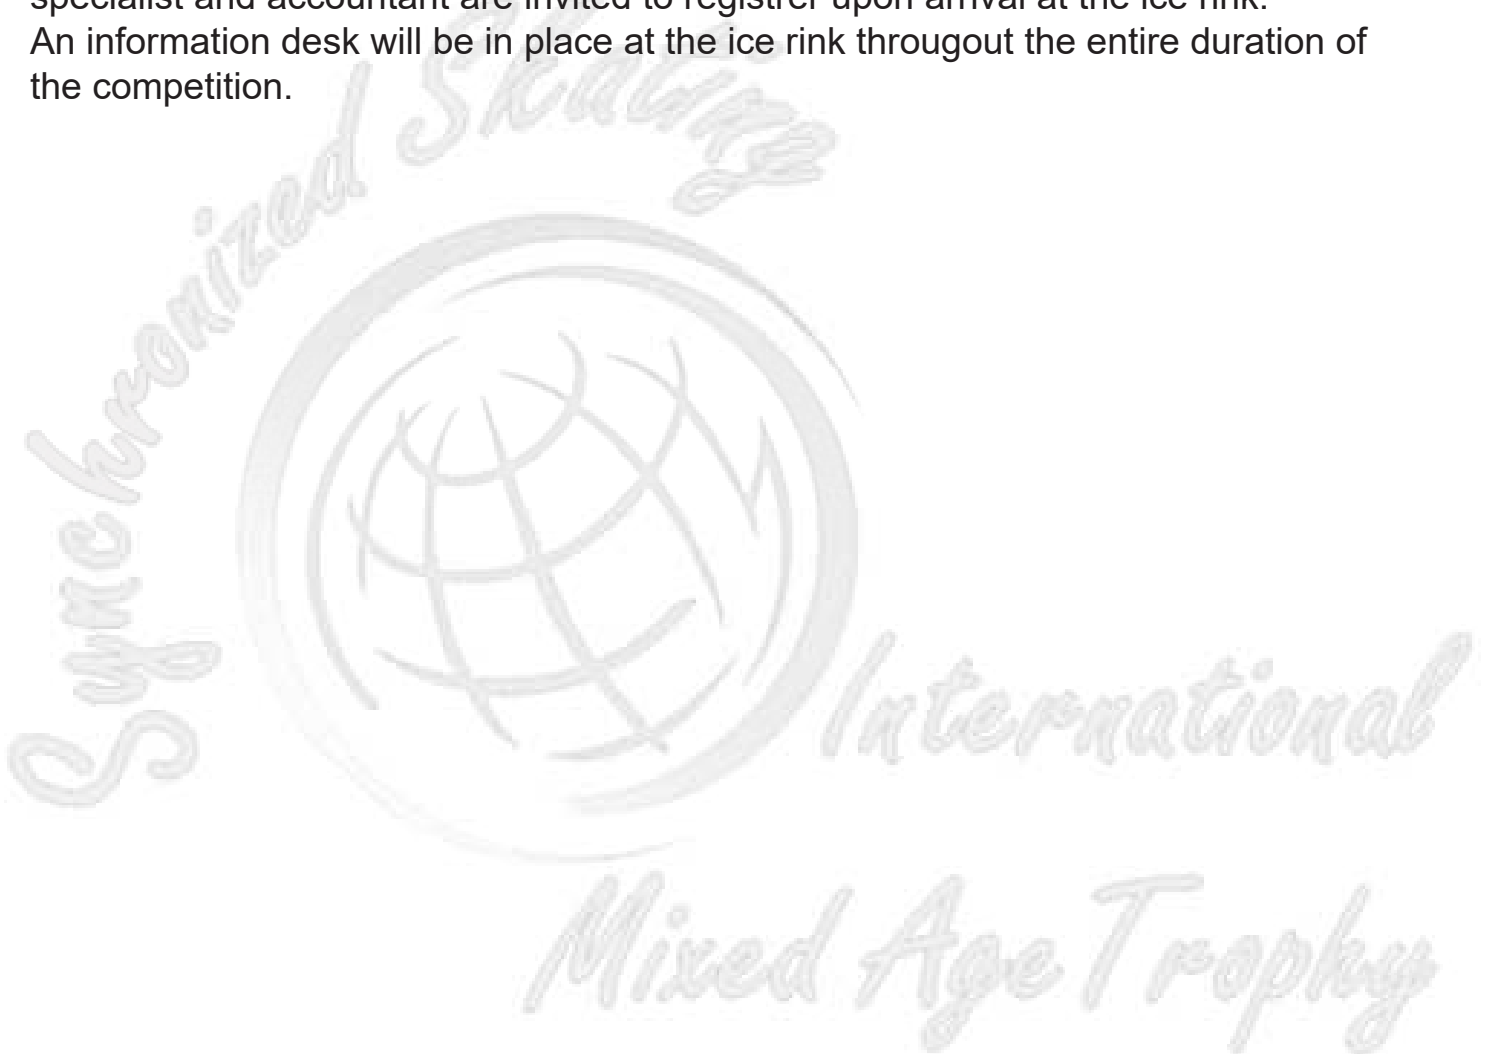 specialist and accountant are invited to registrer upon arrival at the ice rink.
An information desk will be in place at the ice rink througout the entire duration of
the competition.
Synchronized Skating
International
Mixed Age Trophy